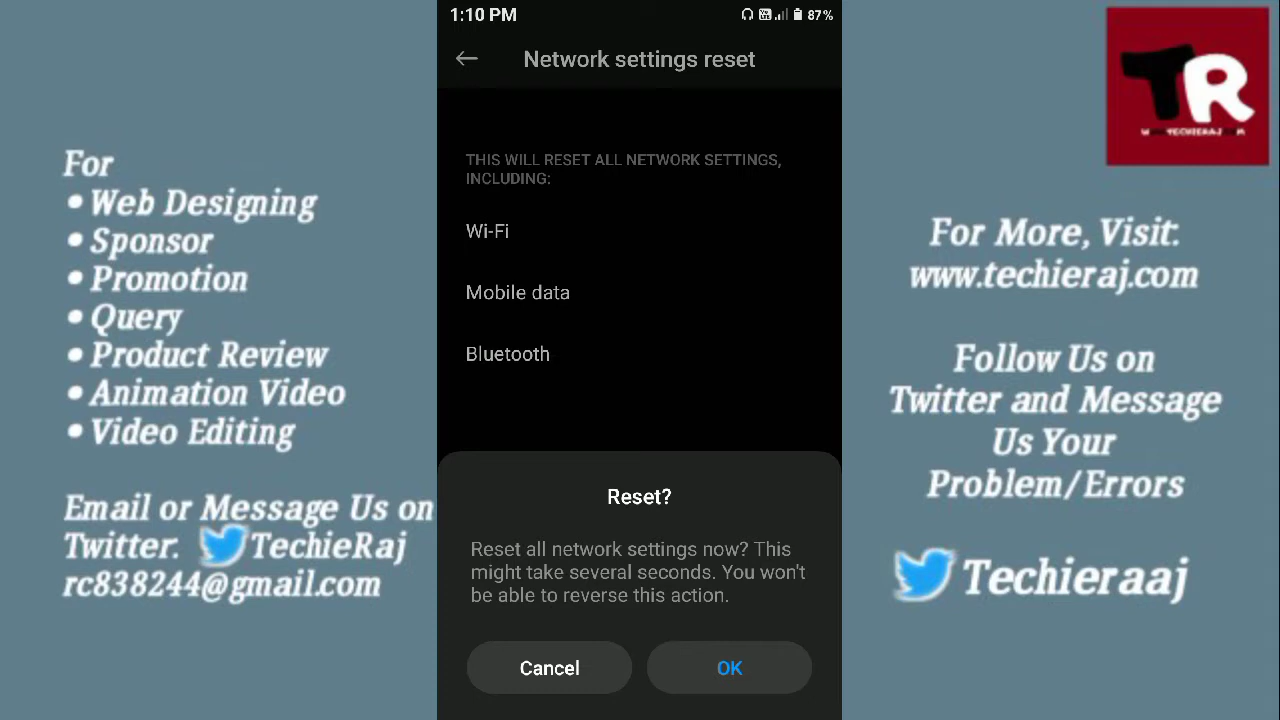 1:10 PM
87%
Network settings reset
THIS WILL RESET ALL NETWORK SETTINGS,
INCLUDING:
Wi-Fi
Mobile data
Bluetooth
Reset?
Reset all network settings now? This
might take several seconds. You won't
be able to reverse this action.
Cancel
OK
For
• Web Designing
• Sponsor
• Promotion
• Query
• Product Review
• Animation Video
• Video Editing
Email or Message Us on
Twitter. TechieRaj
rc838244@gmail.com
TR
For More, Visit:
www.techieraj.com
Follow Us on
Twitter and Message
Us Your
Problem/Errors
Techieraaj